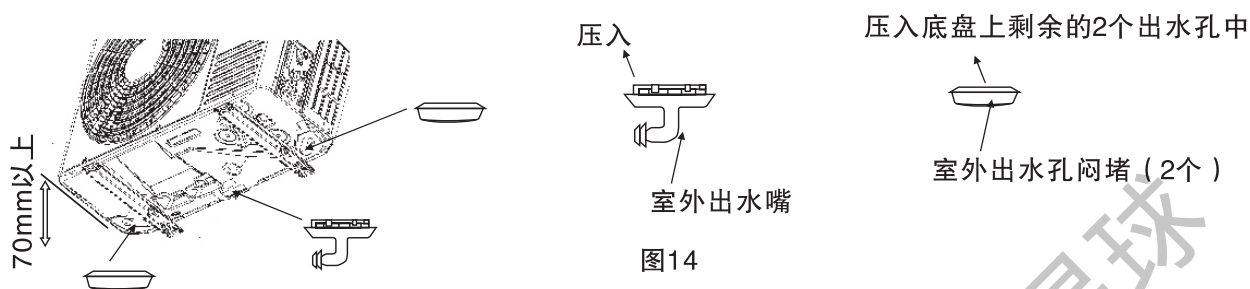 压入
压入底盘上剩余的2个出水孔中
70mm以上
室外出水孔闷堵（2个）
室外出水嘴
图14
星球